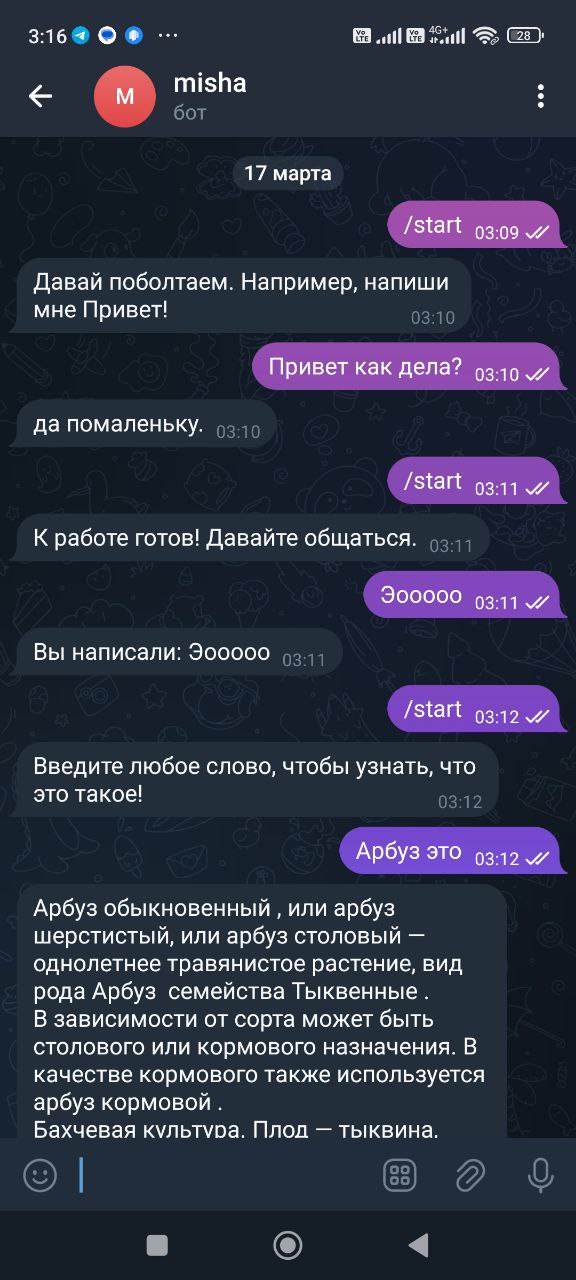 3:16
Vo LTE Vo LTE 4G+ 28
M
misha
бот
17 марта
/start 03:09
Давай поболтаем. Например, напиши
мне Привет!
03:10
Привет как дела? 03:10
да помаленьку. 03:10
/start 03:11
К работе готов! Давайте общаться. 03:11
Эооооо 03:11
Вы написали: Эооооо 03:11
/start 03:12
Введите любое слово, чтобы узнать, что
это такое!
03:12
Арбуз это 03:12
Арбуз обыкновенный , или арбуз
шерстистый, или арбуз столовый —
однолетнее травянистое растение, вид
рода Арбуз  семейства Тыквенные .
В зависимости от сорта может быть
столового или кормового назначения. В
качестве кормового также используется
арбуз кормовой .
Бахчевая культура. Плод — тыквина.